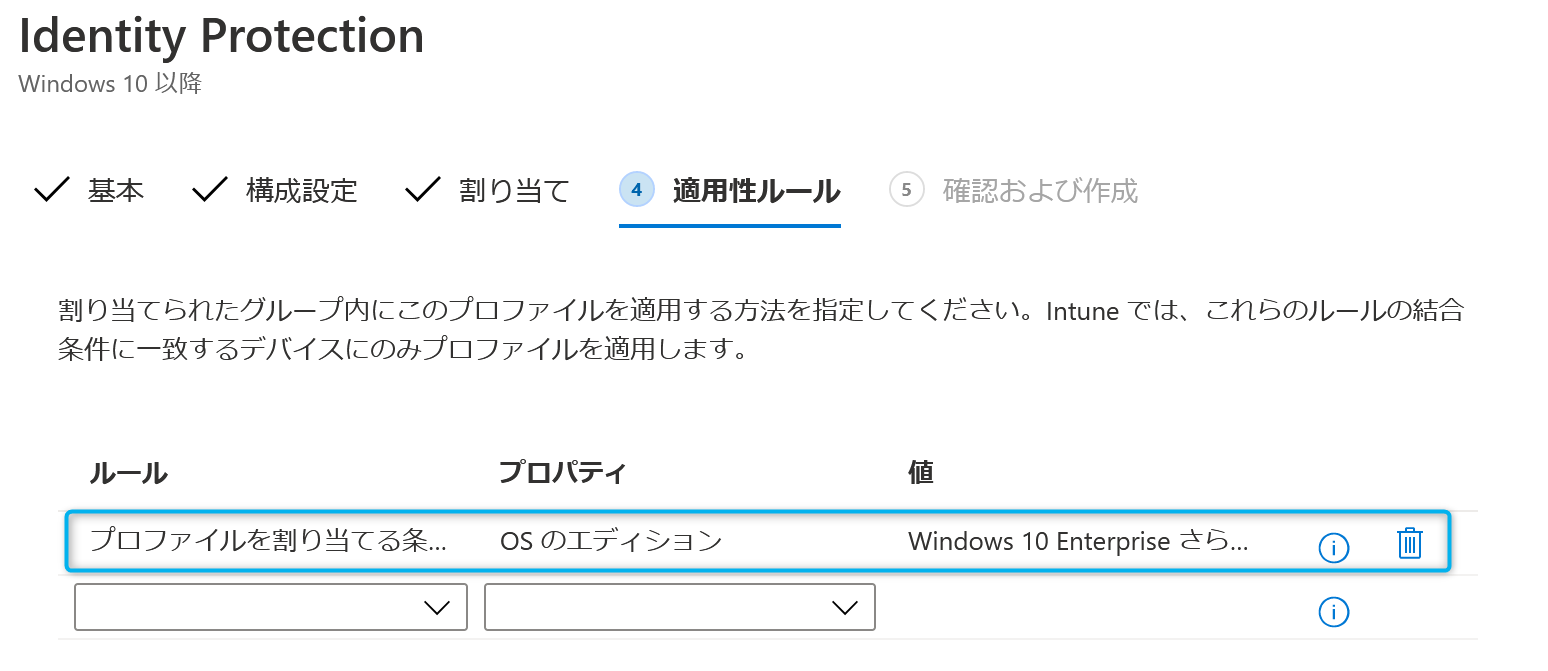 Identity Protection
Windows 10 以降
基本 構成設定 割り当て 4 適用性ルール 5 確認および作成
割り当てられたグループ内にこのプロファイルを適用する方法を指定してください。Intune では、これらのルールの結合
条件に一致するデバイスにのみプロファイルを適用します。
ルール プロパティ 値
プロファイルを割り当てる条... OS のエディション Windows 10 Enterprise さら...